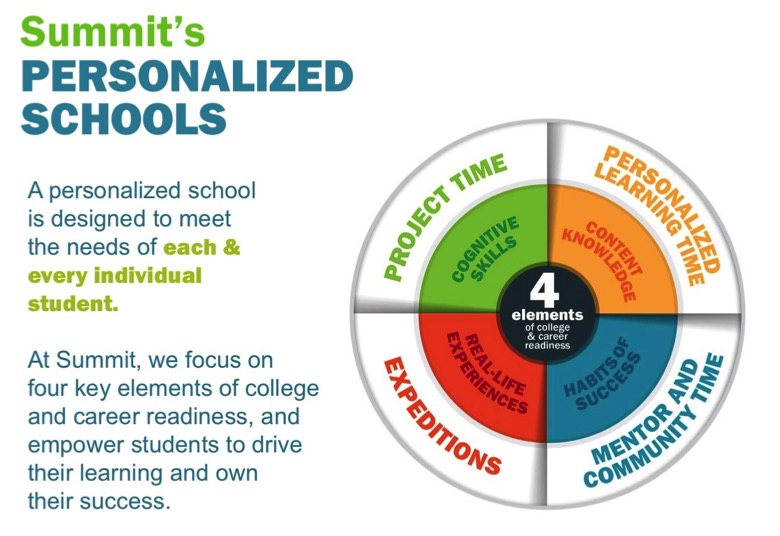 Summit's
PERSONALIZED
SCHOOLS
A personalized school
is designed to meet
the needs of each &
every individual
student.
At Summit, we focus on
four key elements of college
and career readiness, and
empower students to drive
their learning and own
their success.
PROJECT TIME
COGNITIVE
SKILLS
PERSONALIZED
LEARNING TIME
CONTENT
KNOWLEDGE
4
elements
of college
& career
readiness
REAL-LIFE
EXPERIENCES
EXPEDITIONS
HABITS OF
SUCCESS
MENTOR AND
COMMUNITY TIME